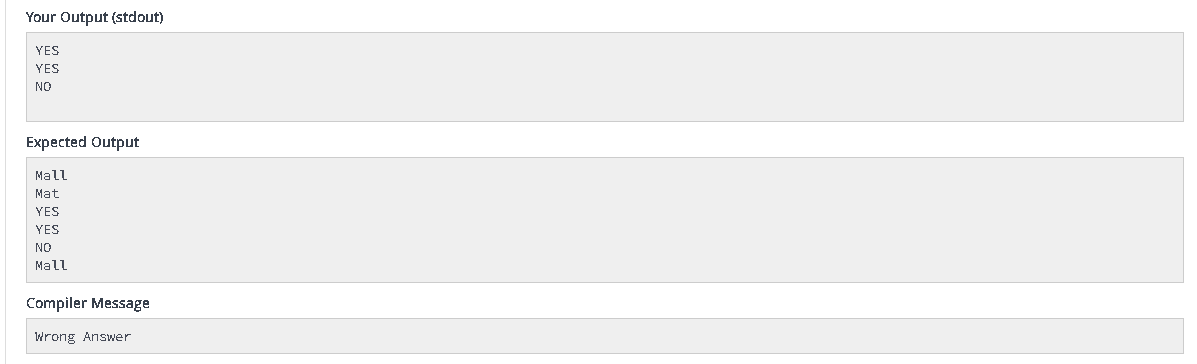 Your Output (stdout)
YES
YES
NO
Expected Output
Mall
Mat
YES
YES
NO
Mall
Compiler Message
Wrong Answer